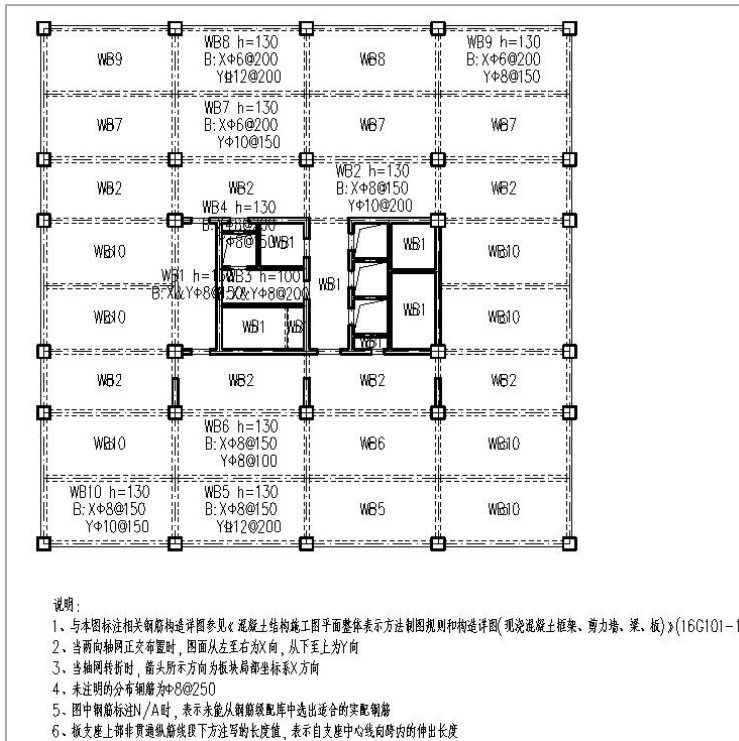 WB9
WB8 h=130
B:XΦ6@200
YΦ12@200
WB8
WB9 h=130
B:XΦ6@200
YΦ8@150
WB7
WB7 h=130
B:XΦ6@200
YΦ10@150
WB7
WB7
WB2
WB2
WB2 h=130
B:XΦ8@150
YΦ10@200
WB2
WB4 h=130
YΦ8@150
WB1
WB10
WB1
WB10
WB3 h=100
B:X&YΦ8@150
X&YΦ8@200
WB1
WB1
WB10
WB1
WB10
WB1
WB2
WB2
WB2
WB2
WB10
WB6 h=130
B:XΦ8@150
YΦ8@100
WB6
WB10
WB10 h=130
B:XΦ8@150
YΦ10@150
WB5 h=130
B:XΦ8@150
YΦ12@200
WB5
WB10
说明:
1、与本图标注相关钢筋构造详图参见《混凝土结构施工图平面整体表示方法制图规则和构造详图(现浇混凝土框架、剪力墙、梁、板)》(16G101-1
2、当两向轴网正交布置时，图面从左至右为X向，从下至上为Y向
3、当轴网转折时，箭头所示方向为板块局部坐标系X方向
4、未注明的分布钢筋为Φ8@250
5、图中钢筋标注N/A时，表示未能从钢筋级配库中选出适合的实配钢筋
6、板支座上部非贯通纵筋线段下方注写的长度值，表示自支座中心线向跨内的伸出长度